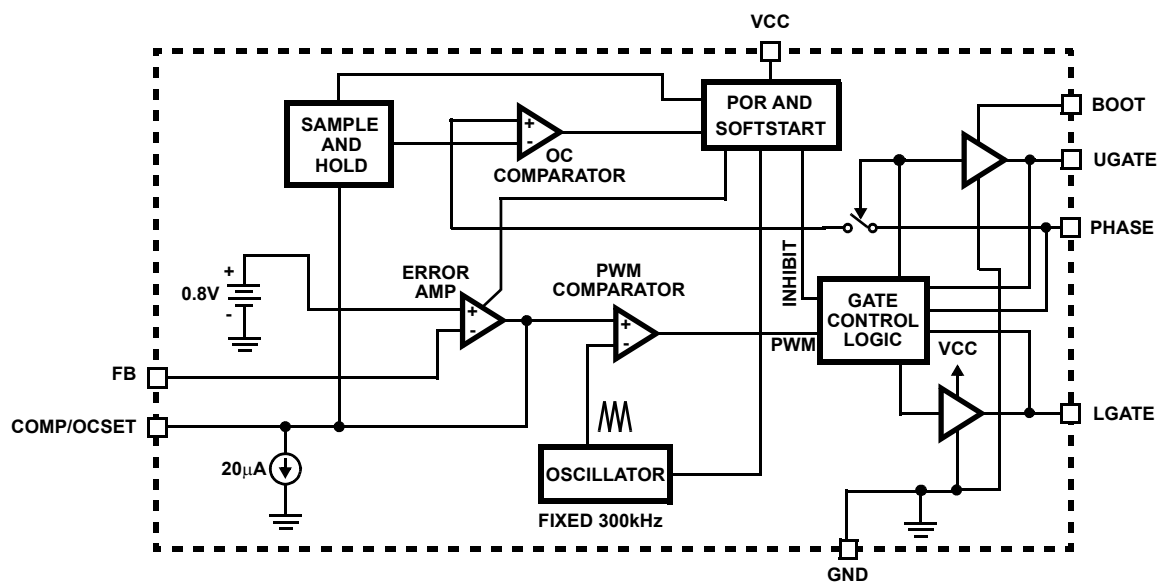 VCC
BOOT
POR AND
SOFTSTART
SAMPLE
AND
HOLD
+
-
OC
COMPARATOR
UGATE
PHASE
INHIBIT
+
0.8V
-
ERROR
AMP
+
-
PWM
COMPARATOR
+
-
PWM
GATE
CONTROL
LOGIC
VCC
FB
COMP/OCSET
LGATE
20μA
OSCILLATOR
FIXED 300kHz
GND